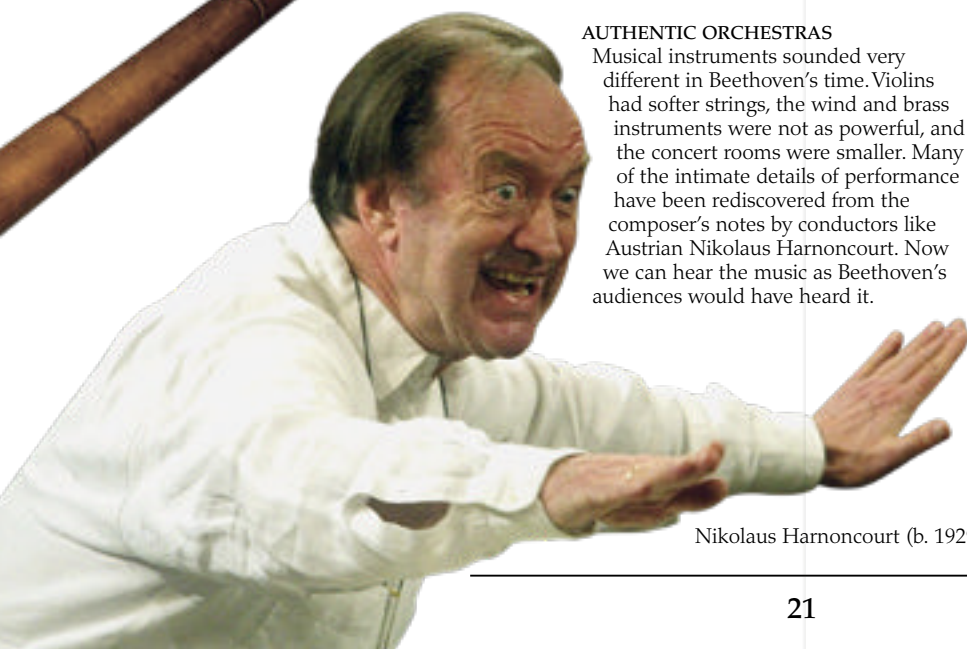 AUTHENTIC ORCHESTRAS
Musical instruments sounded very
different in Beethoven's time. Violins
had softer strings, the wind and brass
instruments were not as powerful, and
the concert rooms were smaller. Many
of the intimate details of performance
have been rediscovered from the
composer's notes by conductors like
Austrian Nikolaus Harnoncourt. Now
we can hear the music as Beethoven's
audiences would have heard it.
Nikolaus Harnoncourt (b.
21